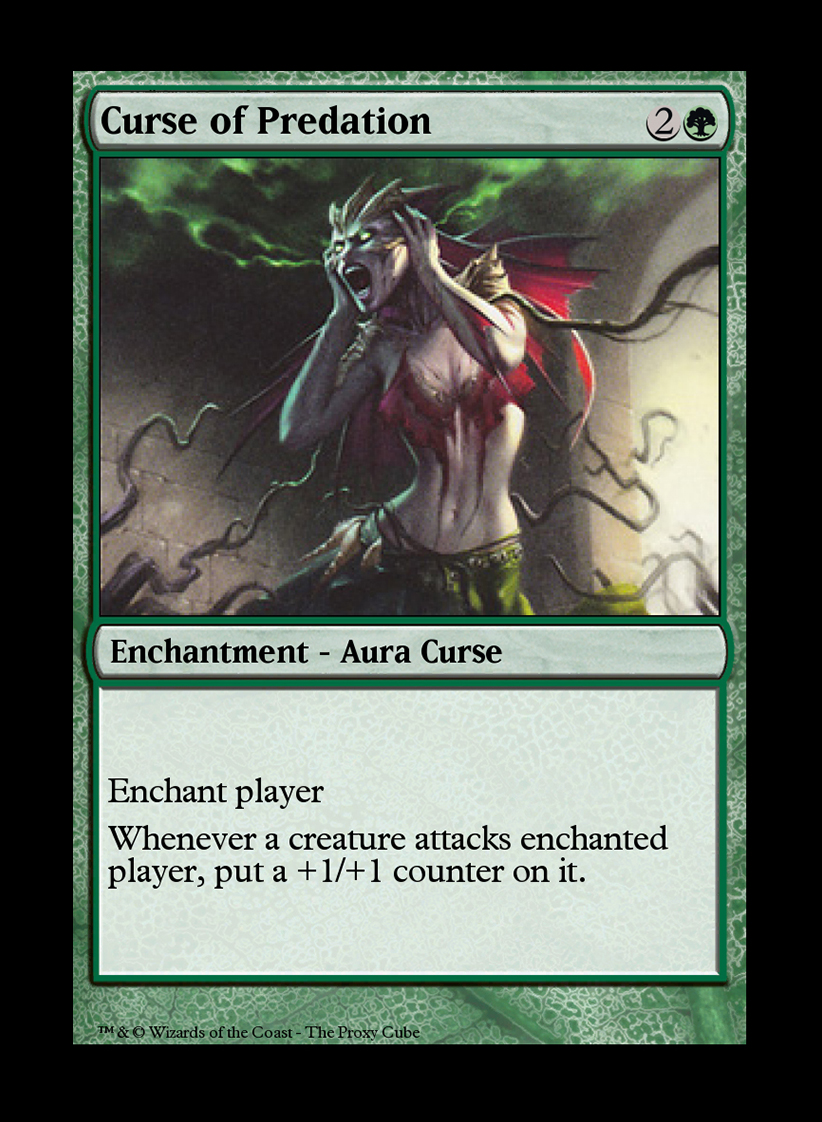 Curse of Predation
2
Enchantment - Aura Curse
Enchant player
Whenever a creature attacks enchanted
player, put a +1/+1 counter on it.
™ & © Wizards of the Coast - The Proxy Cube